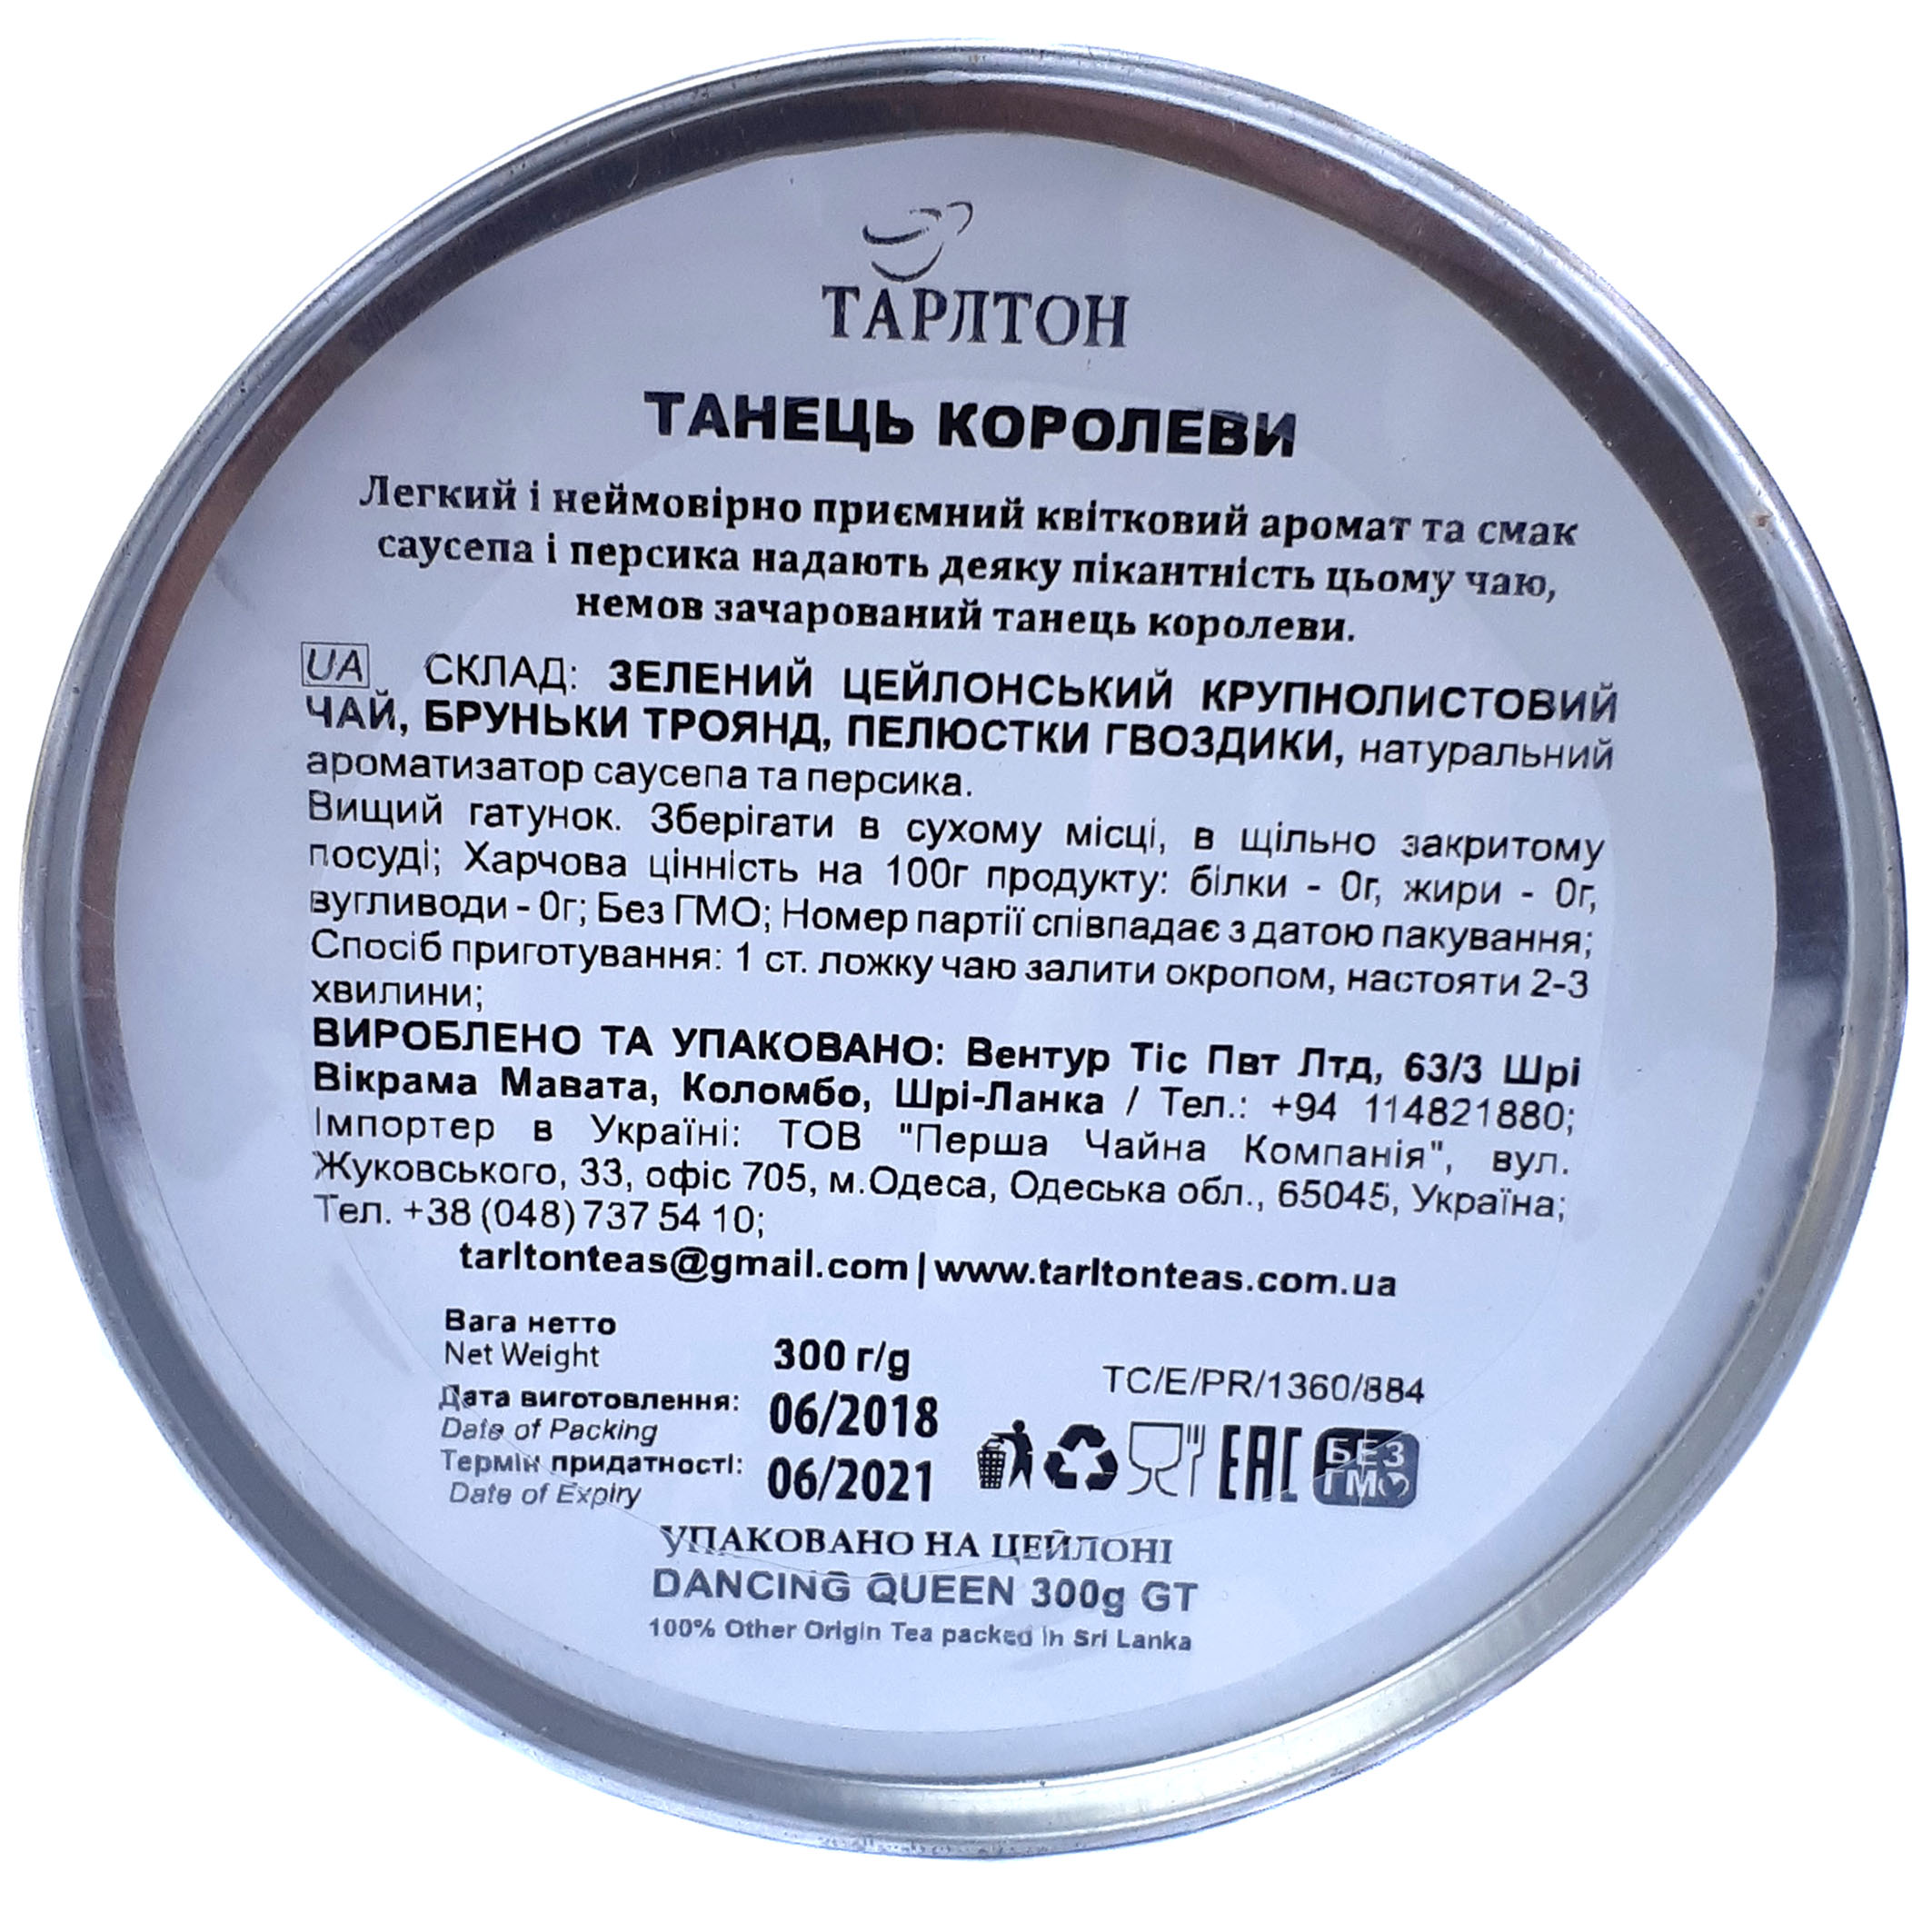 ТАРЛТОН
ТАНЕЦЬ КОРОЛЕВИ
Легкий і неймовірно приємний квітковий аромат та смак
саусепа і персика надають деяку пікантність цьому чаю,
немов зачарований танець королеви.
UA СКЛАД: ЗЕЛЕНИЙ ЦЕЙЛОНСЬКИЙ КРУПНОЛИСТОВИЙ
ЧАЙ, БРУНЬКИ ТРОЯНД, ПЕЛЮСТКИ ГВОЗДИКИ, натуральний
ароматизатор саусепа та персика.
Вищий гатунок. Зберігати в сухому місці, в щільно закритому
посуді; Харчова цінність на 100г продукту: білки - 0г, жири - 0г,
вугливоди - 0г; Без ГМО; Номер партії співпадає з датою пакування;
Спосіб приготування: 1 ст. ложку чаю залити окропом, настояти 2-3
хвилини;
ВИРОБЛЕНО ТА УПАКОВАНО: Вентур Тіс Пвт Лтд, 63/3 Шрі
Вікрама Мавата, Коломбо, Шрі-Ланка / Тел.: +94 114821880;
Імпортер в Україні: ТОВ "Перша Чайна Компанія", вул.
Жуковського, 33, офіс 705, м.Одеса, Одеська обл., 65045, Україна;
Тел. +38 (048) 737 54 10;
tarltonteas@gmail.com | www.tarltonteas.com.ua
Вага нетто
Net Weight 300 г/g
TC/E/PR/1360/884
Дата виготовлення: 06/2018
Date of Packing
Термін придатності: 06/2021
Date of Expiry
EAC
БЕЗ
ГМО
УПАКОВАНО НА ЦЕЙЛОНІ
DANCING QUEEN 300g GT
100% Other Origin Tea packed in Sri Lanka